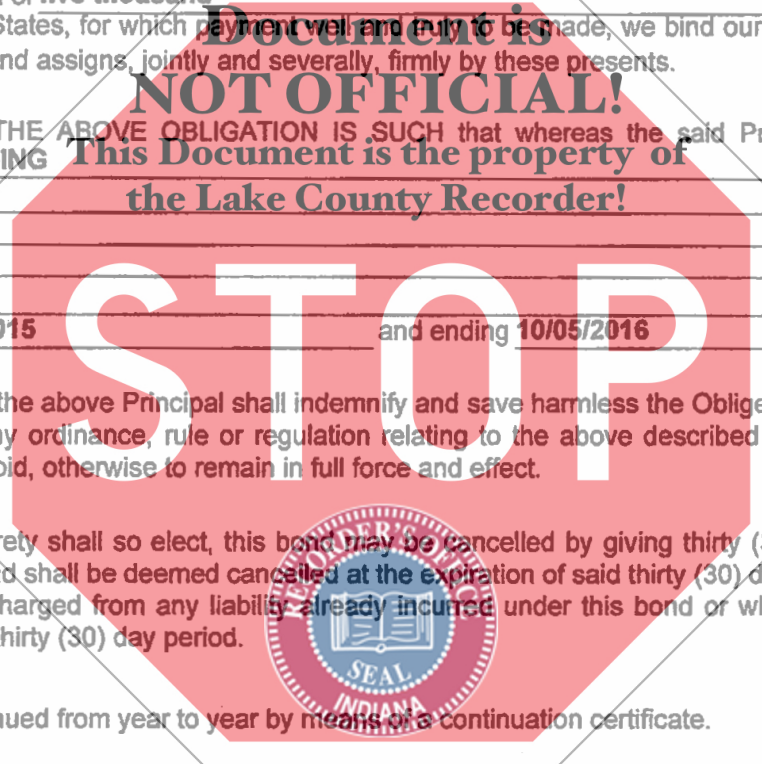 five thousand
States, for which payment well and truly to be made, we bind our
Document is
nd assigns, jointly and severally, firmly by these presents.
NOT OFFICIAL!
THE ABOVE OBLIGATION IS SUCH that whereas the said Pr
ING
This Document is the property of
the Lake County Recorder!
STOP
015 and ending 10/05/2016
the above Principal shall indemnify and save harmless the Oblige
y ordinance, rule or regulation relating to the above described
oid, otherwise to remain in full force and effect.
rety shall so elect, this bond may be cancelled by giving thirty (
d shall be deemed cancelled at the expiration of said thirty (30) d
harged from any liability already incurred under this bond or wh
hirty (30) day period.
RECORDER'S OFFICE
SEAL
INDIANA
nued from year to year by means of a continuation certificate.